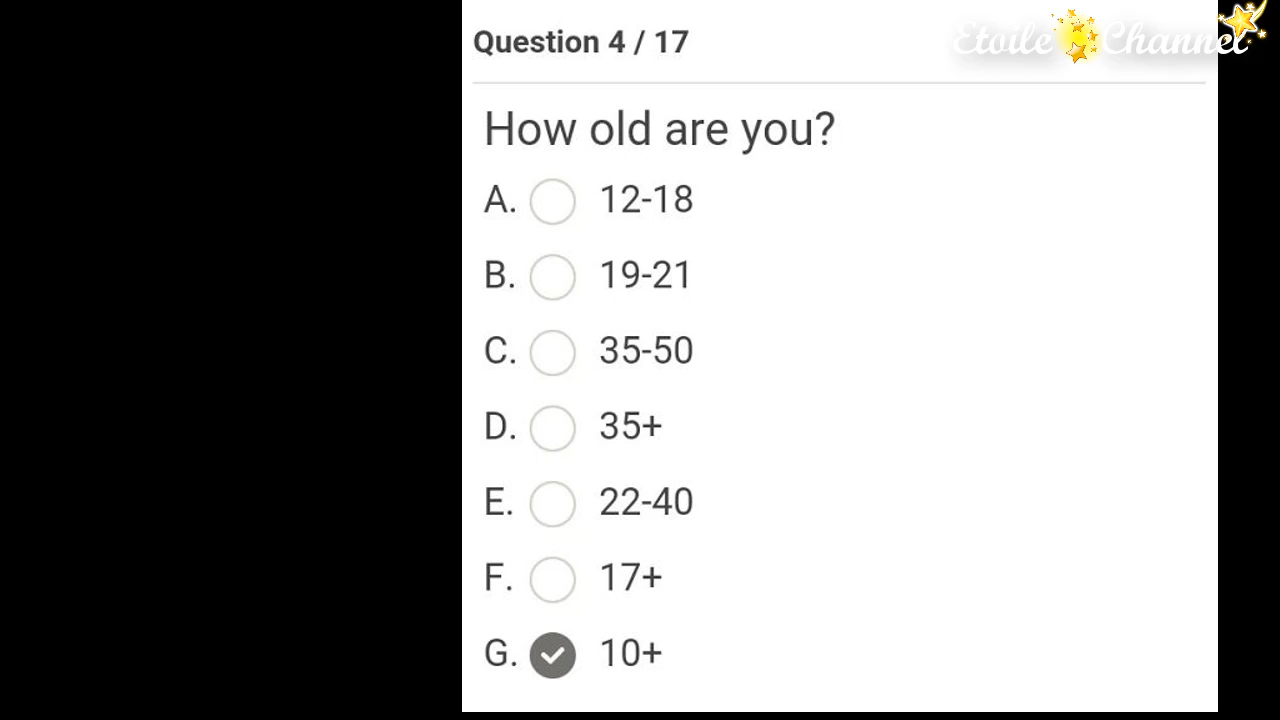 Question 4 / 17
Etoile Channel
How old are you?
A. 12-18
B. 19-21
C. 35-50
D. 35+
E. 22-40
F. 17+
G. 10+